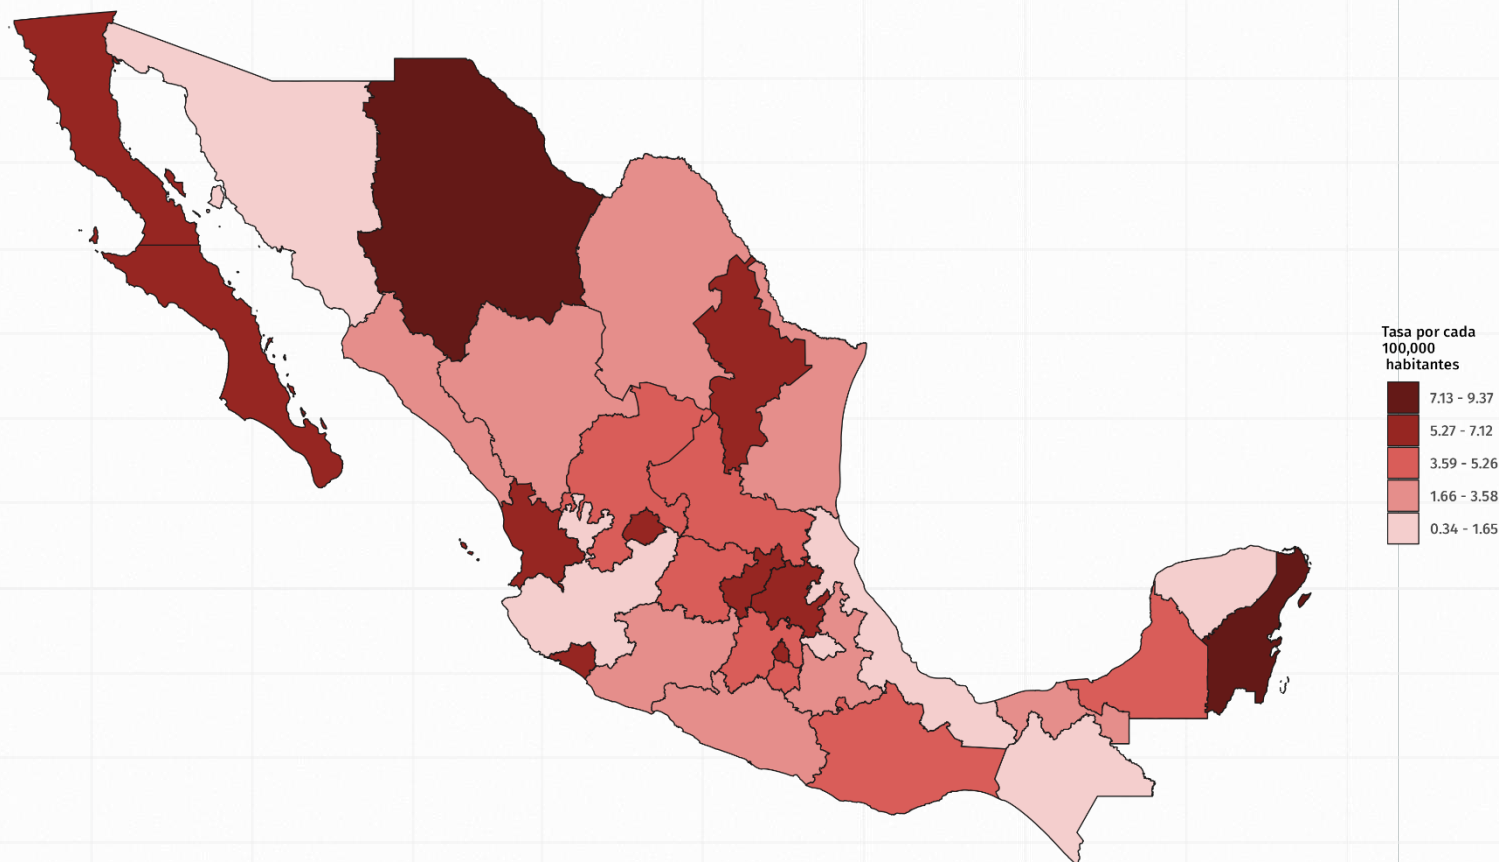 Tasa por cada
100,000
habitantes
7.13 - 9.37
5.27 - 7.12
3.59 - 5.26
1.66 - 3.58
0.34 - 1.65